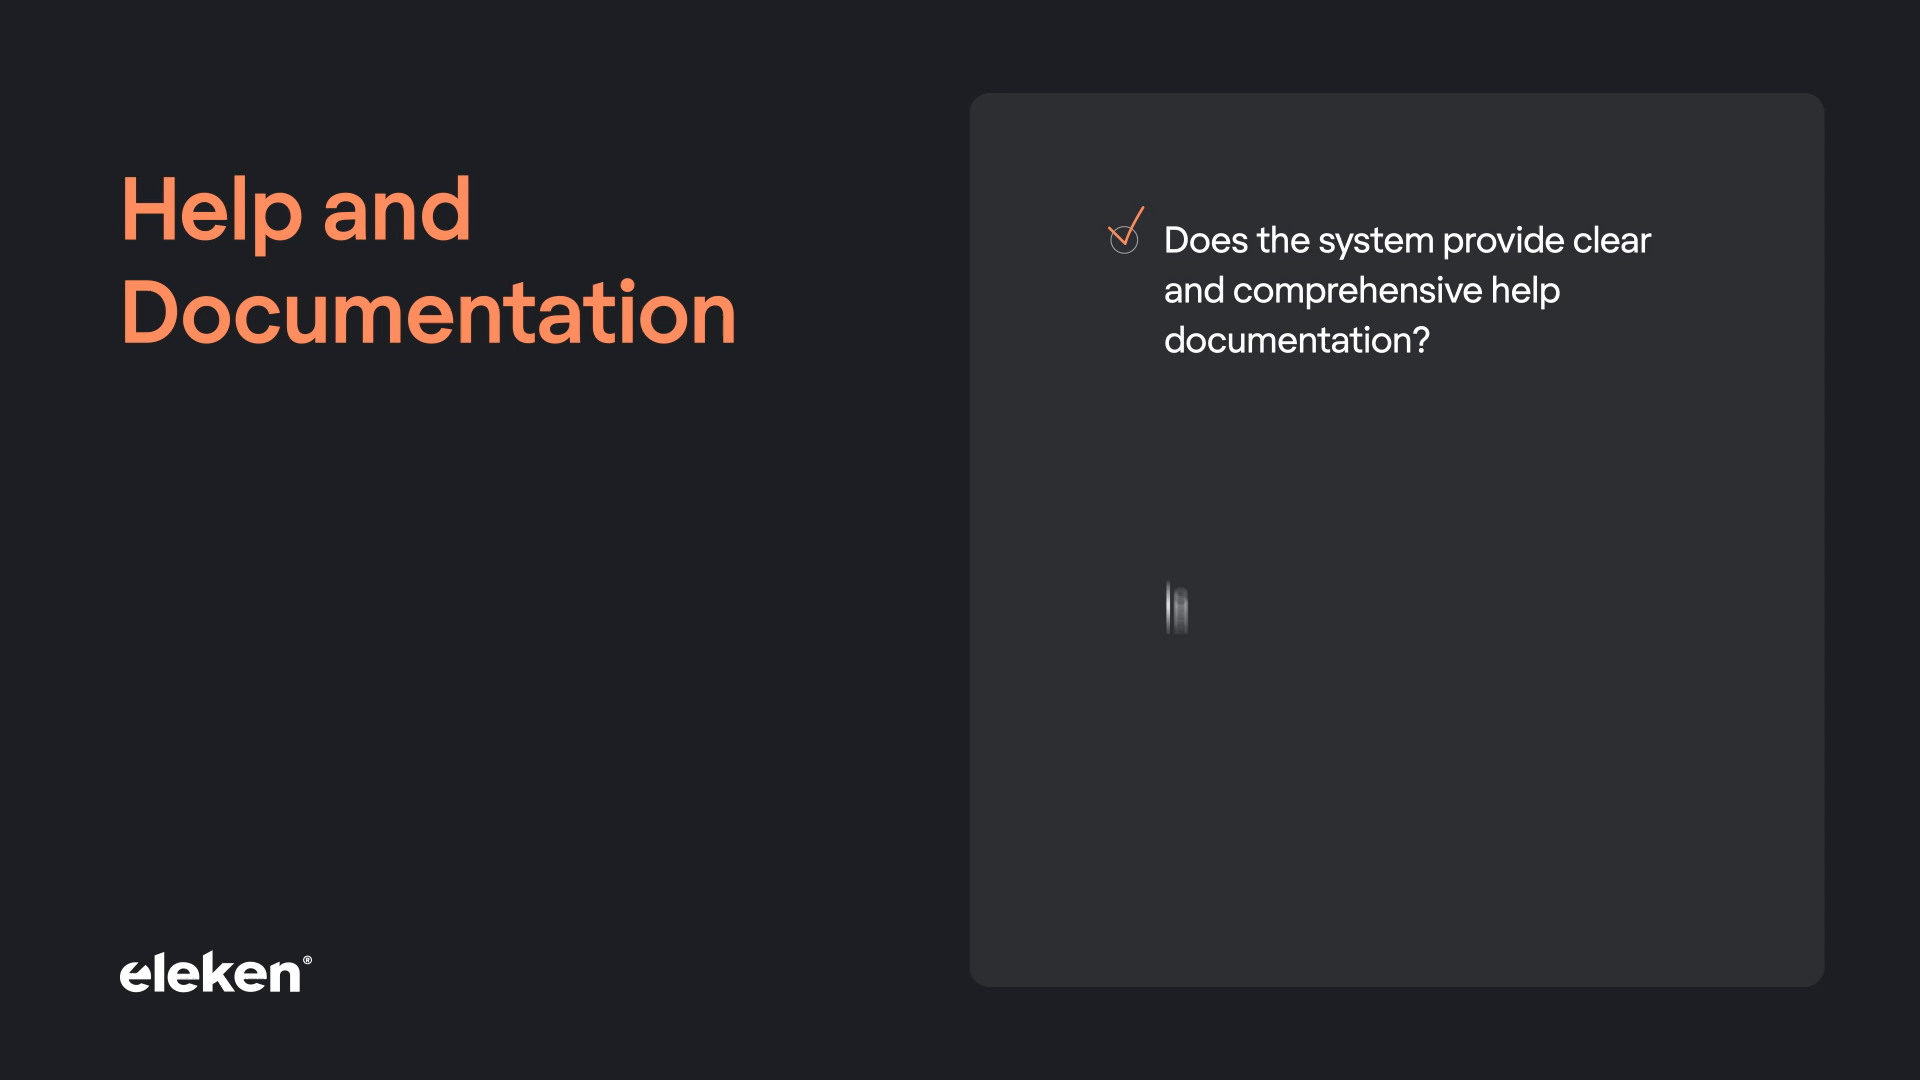 Help and
Documentation
Does the system provide clear
and comprehensive help
documentation?
eleken®